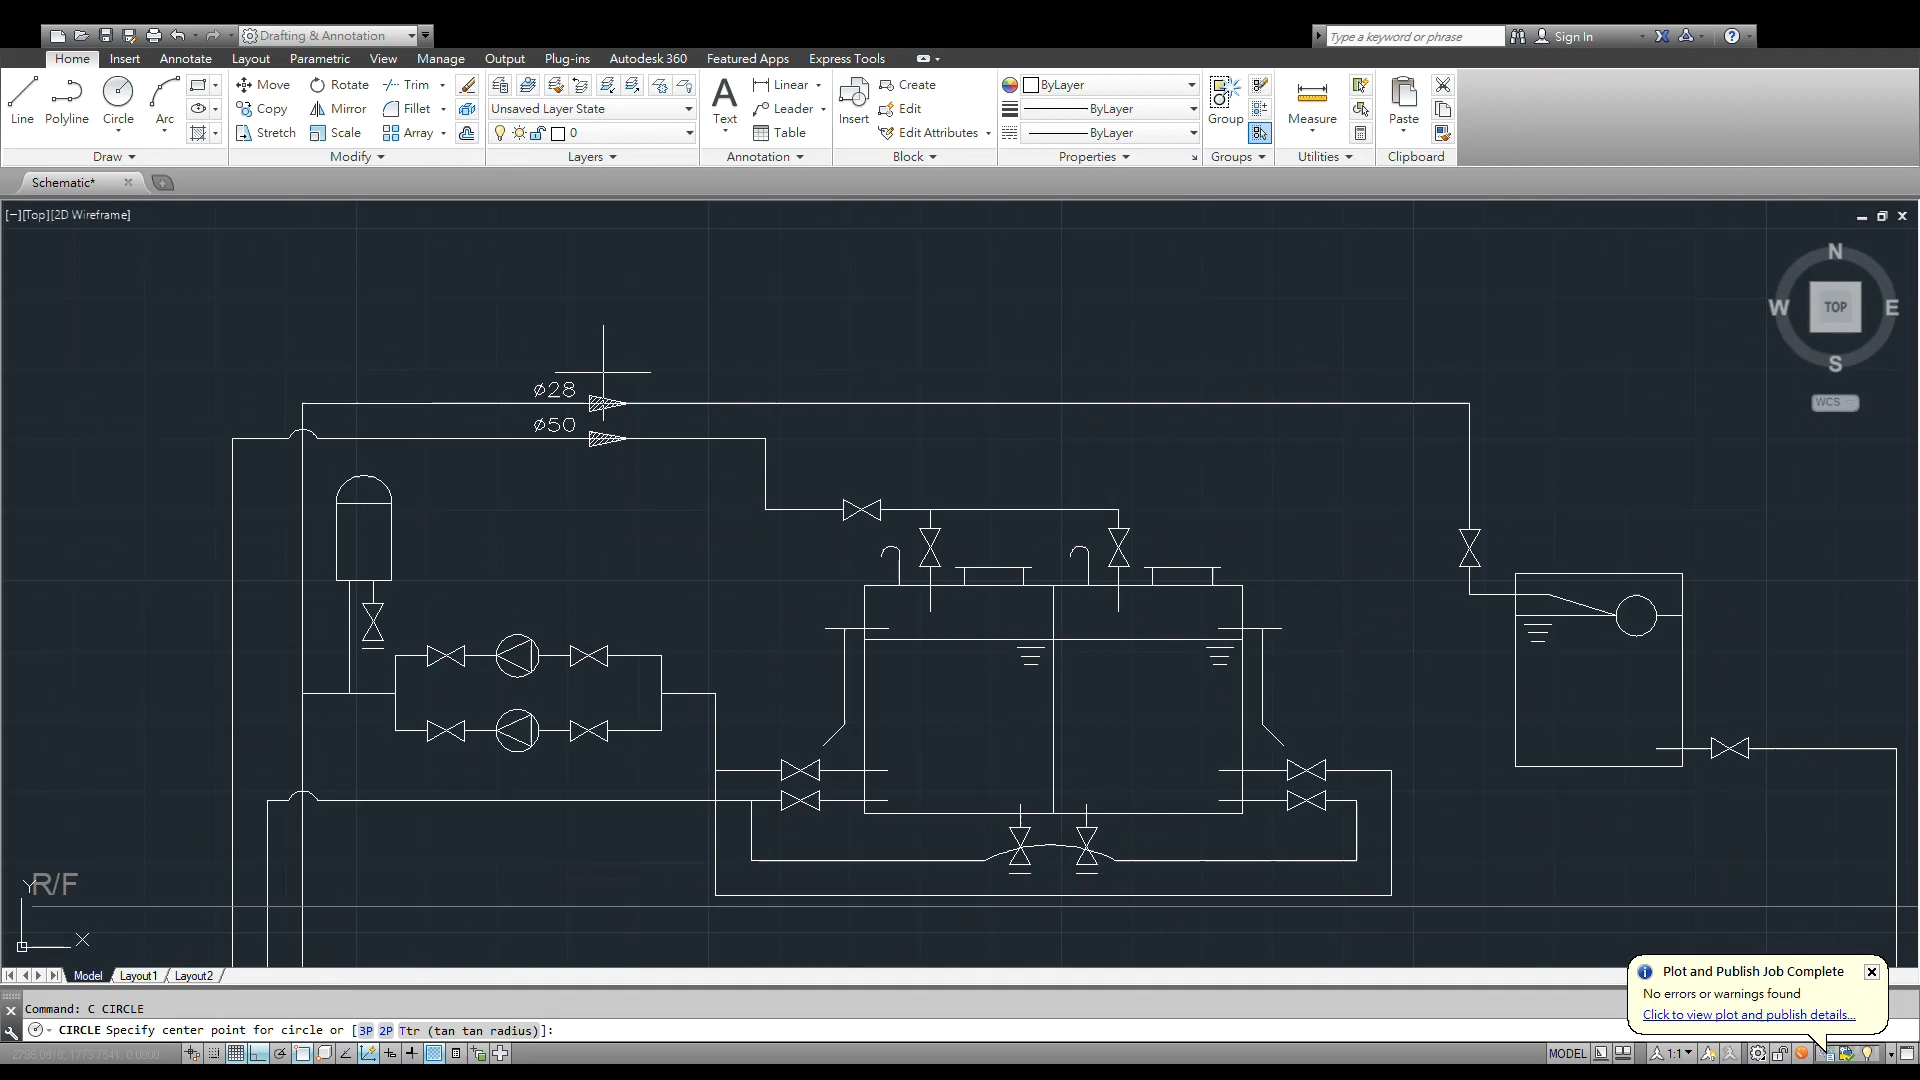 Drafting & Annotation
Type a keyword or phrase
Sign In
Home Insert Annotate Layout Parametric View Manage Output Plug-ins Autodesk 360 Featured Apps Express Tools
Line Polyline Circle Arc
Draw
Move Rotate Trim
Copy Mirror Fillet
Stretch Scale Array
Modify
Unsaved Layer State
0
Layers
Text
Linear
Leader
Table
Annotation
Insert
Create
Edit
Edit Attributes
Block
ByLayer
ByLayer
ByLayer
Properties
Group
Groups
Measure
Utilities
Paste
Clipboard
Schematic*
[−][Top][2D Wireframe]
N
W TOP E
S
WCS
ϕ28
ϕ50
R/F
Y
X
Model Layout1 Layout2
Plot and Publish Job Complete
No errors or warnings found
Click to view plot and publish details...
Command: C CIRCLE
CIRCLE Specify center point for circle or [3P 2P Ttr (tan tan radius)]:
MODEL 1:1